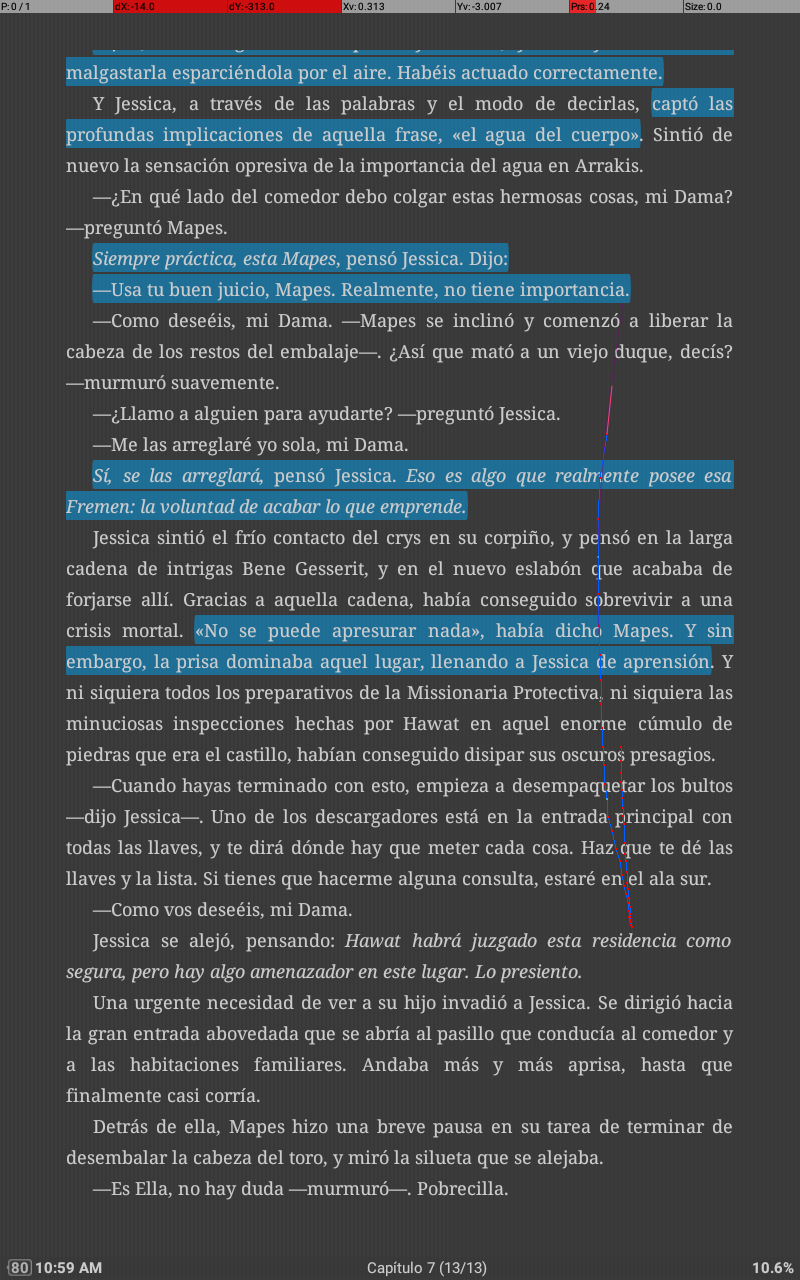 P: 0 / 1 dX: -14.0 dY: -313.0 Xv: 0.313 Yv: -3.007 Prs: 0.24 Size: 0.0
malgastarla esparciéndola por el aire. Habéis actuado correctamente.
Y Jessica, a través de las palabras y el modo de decirlas, captó las
profundas implicaciones de aquella frase, «el agua del cuerpo». Sintió de
nuevo la sensación opresiva de la importancia del agua en Arrakis.
—¿En qué lado del comedor debo colgar estas hermosas cosas, mi Dama?
—preguntó Mapes.
Siempre práctica, esta Mapes, pensó Jessica. Dijo:
—Usa tu buen juicio, Mapes. Realmente, no tiene importancia.
—Como deseéis, mi Dama. —Mapes se inclinó y comenzó a liberar la
cabeza de los restos del embalaje—. ¿Así que mató a un viejo duque, decís?
—murmuró suavemente.
—¿Llamo a alguien para ayudarte? —preguntó Jessica.
—Me las arreglaré yo sola, mi Dama.
Sí, se las arreglará, pensó Jessica. Eso es algo que realmente posee esa
Fremen: la voluntad de acabar lo que emprende.
Jessica sintió el frío contacto del crys en su corpiño, y pensó en la larga
cadena de intrigas Bene Gesserit, y en el nuevo eslabón que acababa de
forjarse allí. Gracias a aquella cadena, había conseguido sobrevivir a una
crisis mortal. «No se puede apresurar nada», había dicho Mapes. Y sin
embargo, la prisa dominaba aquel lugar, llenando a Jessica de aprensión. Y
ni siquiera todos los preparativos de la Missionaria Protectiva, ni siquiera las
minuciosas inspecciones hechas por Hawat en aquel enorme cúmulo de
piedras que era el castillo, habían conseguido disipar sus oscuros presagios.
—Cuando hayas terminado con esto, empieza a desempaquetar los bultos
—dijo Jessica—. Uno de los descargadores está en la entrada principal con
todas las llaves, y te dirá dónde hay que meter cada cosa. Haz que te dé las
llaves y la lista. Si tienes que hacerme alguna consulta, estaré en el ala sur.
—Como vos deseéis, mi Dama.
Jessica se alejó, pensando: Hawat habrá juzgado esta residencia como
segura, pero hay algo amenazador en este lugar. Lo presiento.
Una urgente necesidad de ver a su hijo invadió a Jessica. Se dirigió hacia
la gran entrada abovedada que se abría al pasillo que conducía al comedor y
a las habitaciones familiares. Andaba más y más aprisa, hasta que
finalmente casi corría.
Detrás de ella, Mapes hizo una breve pausa en su tarea de terminar de
desembalar la cabeza del toro, y miró la silueta que se alejaba.
—Es Ella, no hay duda —murmuró—. Pobrecilla.
80 10:59 AM Capítulo 7 (13/13) 10.6%